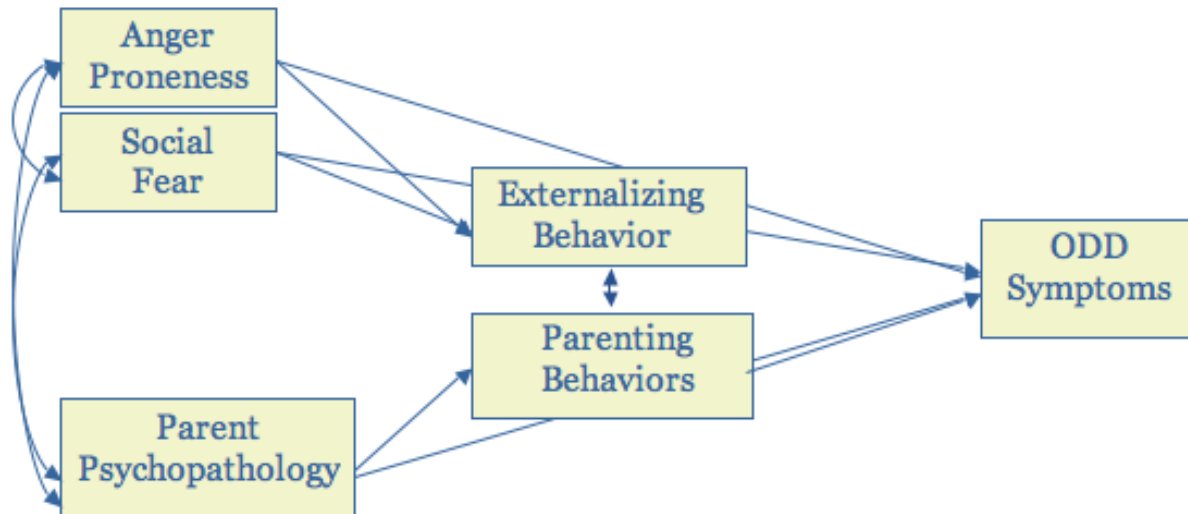 Anger
Proneness
Social
Fear
Externalizing
Behavior
ODD
Symptoms
Parenting
Behaviors
Parent
Psychopathology